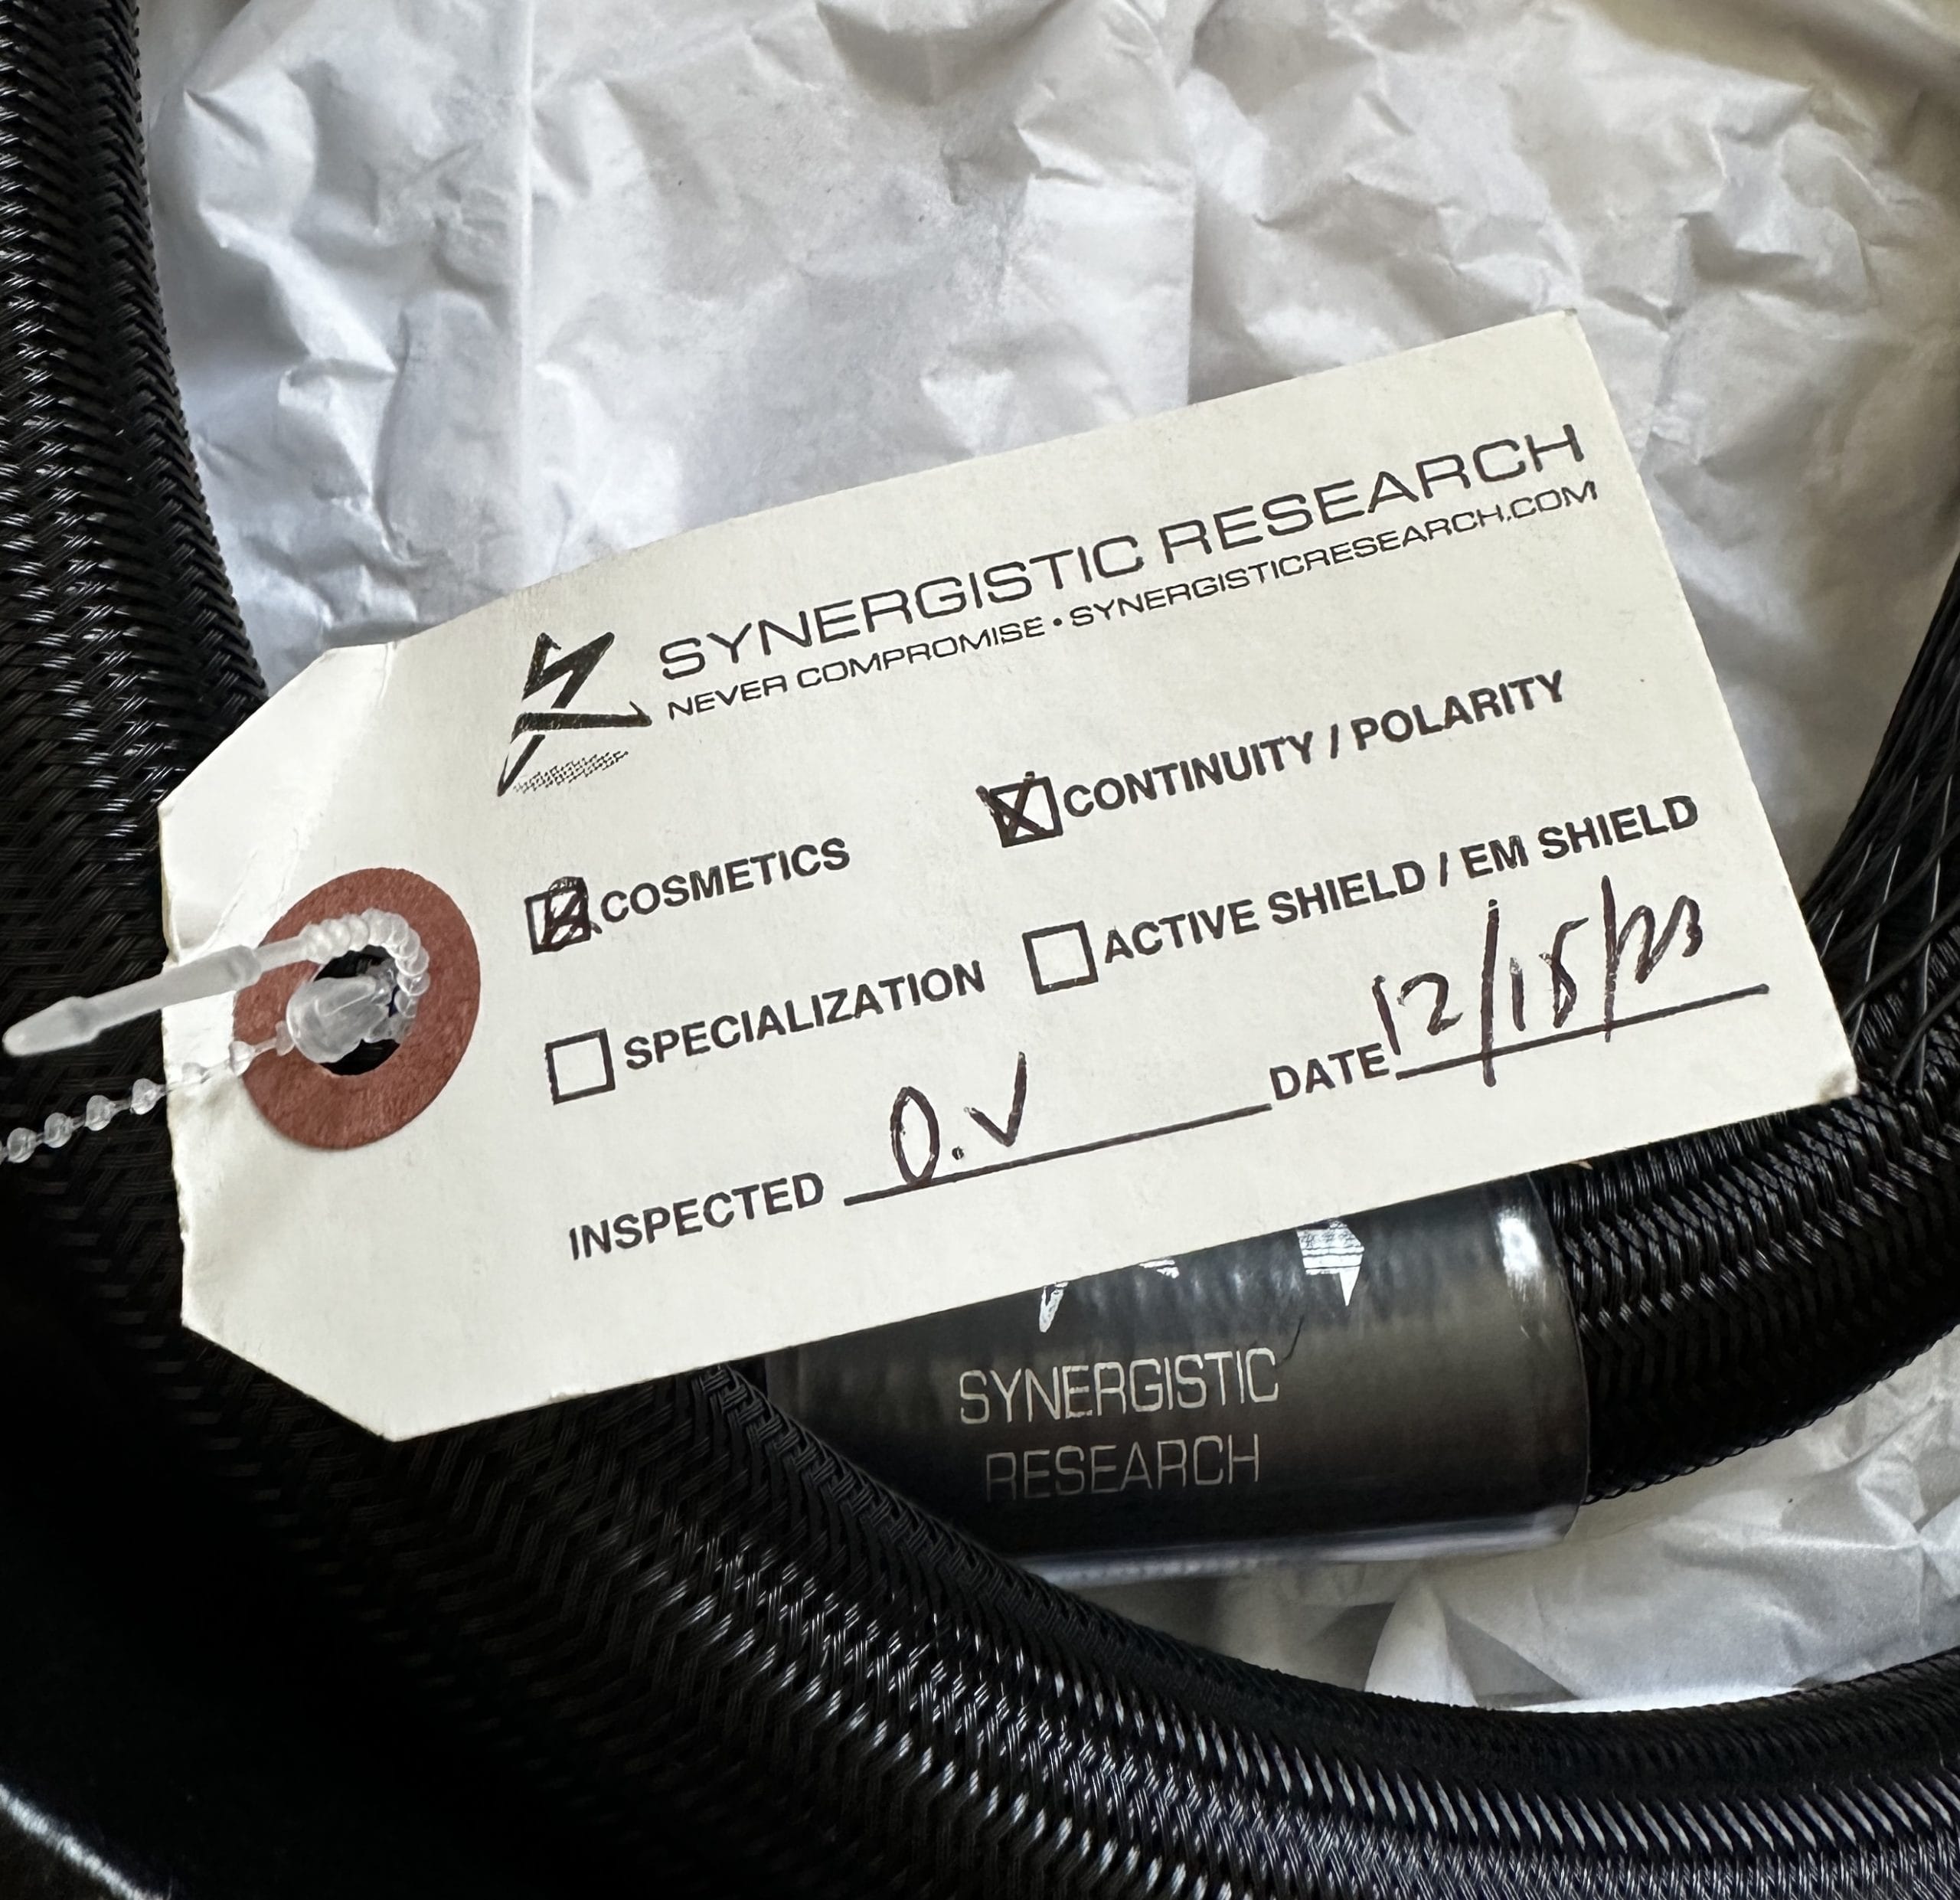 SYNERGISTIC RESEARCH
NEVER COMPROMISE • SYNERGISTICRESEARCH.COM
COSMETICS
CONTINUITY / POLARITY
SPECIALIZATION
ACTIVE SHIELD / EM SHIELD
INSPECTED O.V DATE 12/15/23
SYNERGISTIC
RESEARCH